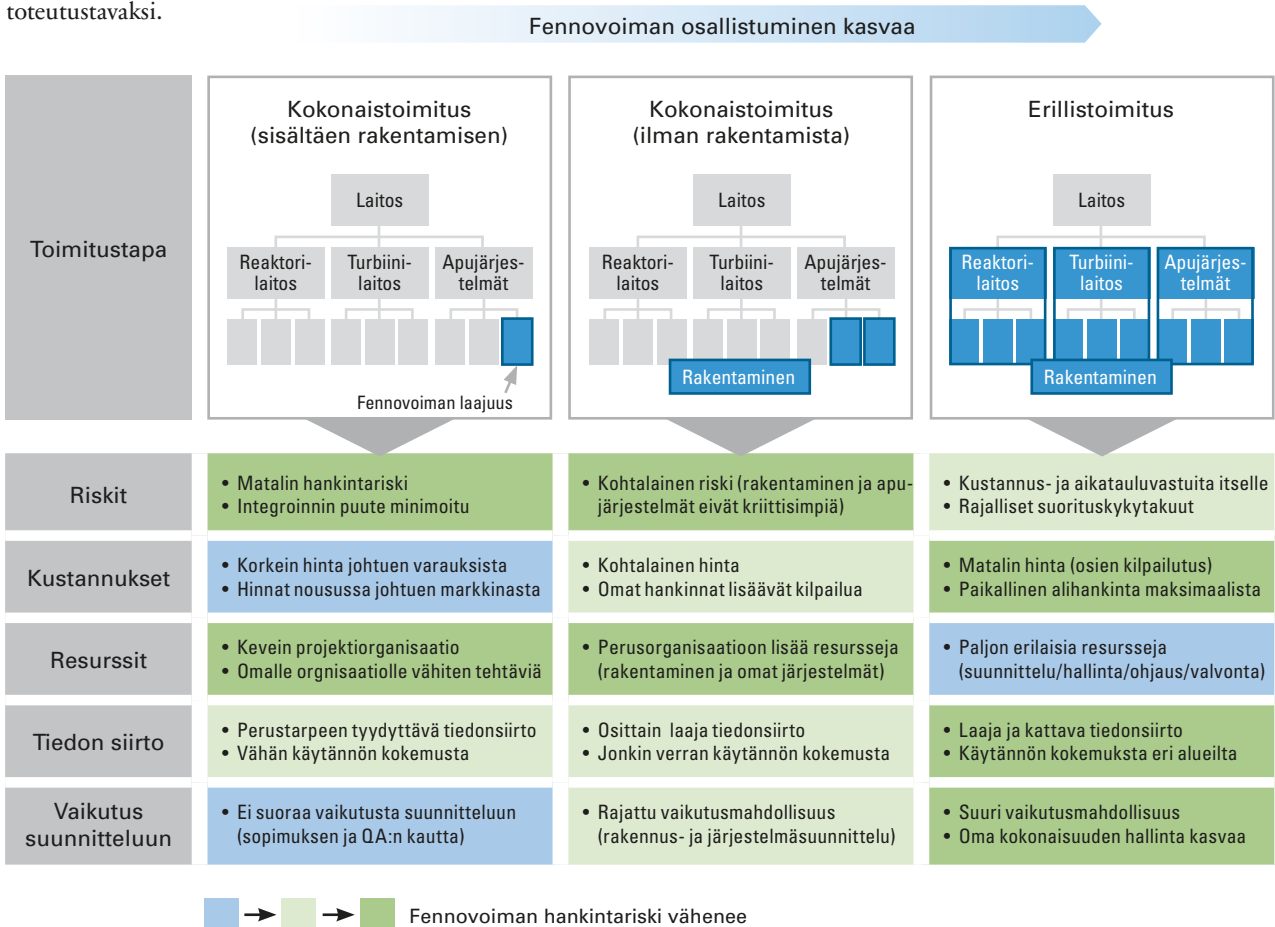 toteutustavaksi.
Fennovoiman osallistuminen kasvaa
Toimitustapa
Kokonaistoimitus
(sisältäen rakentamisen)
Laitos
Reaktori-
laitos
Turbiini-
laitos
Apujärjes-
telmät
Fennovoiman laajuus
Kokonaistoimitus
(ilman rakentamista)
Laitos
Reaktori-
laitos
Turbiini-
laitos
Apujärjes-
telmät
Rakentaminen
Erillistoimitus
Laitos
Reaktori-
laitos
Turbiini-
laitos
Apujärjes-
telmät
Rakentaminen
Riskit
• Matalin hankintariski
• Integroinnin puute minimoitu
• Kohtalainen riski (rakentaminen ja apu-
järjestelmät eivät kriittisimpiä)
• Kustannus- ja aikatauluvastuita itselle
• Rajalliset suorituskykytakuut
Kustannukset
• Korkein hinta johtuen varauksista
• Hinnat nousussa johtuen markkinasta
• Kohtalainen hinta
• Omat hankinnat lisäävät kilpailua
• Matalin hinta (osien kilpailutus)
• Paikallinen alihankinta maksimaalista
Resurssit
• Kevein projektiorganisaatio
• Omalle orgnisaatiolle vähiten tehtäviä
• Perusorganisaatioon lisää resursseja
(rakentaminen ja omat järjestelmät)
• Paljon erilaisia resursseja
(suunnittelu/hallinta/ohjaus/valvonta)
Tiedon siirto
• Perustarpeen tyydyttävä tiedonsiirto
• Vähän käytännön kokemusta
• Osittain laaja tiedonsiirto
• Jonkin verran käytännön kokemusta
• Laaja ja kattava tiedonsiirto
• Käytännön kokemuksta eri alueilta
Vaikutus
suunnitteluun
• Ei suoraa vaikutusta suunnitteluun
(sopimuksen ja QA:n kautta)
• Rajattu vaikutusmahdollisuus
(rakennus- ja järjestelmäsuunnittelu)
• Suuri vaikutusmahdollisuus
• Oma kokonaisuuden hallinta kasvaa
Fennovoiman hankintariski vähenee